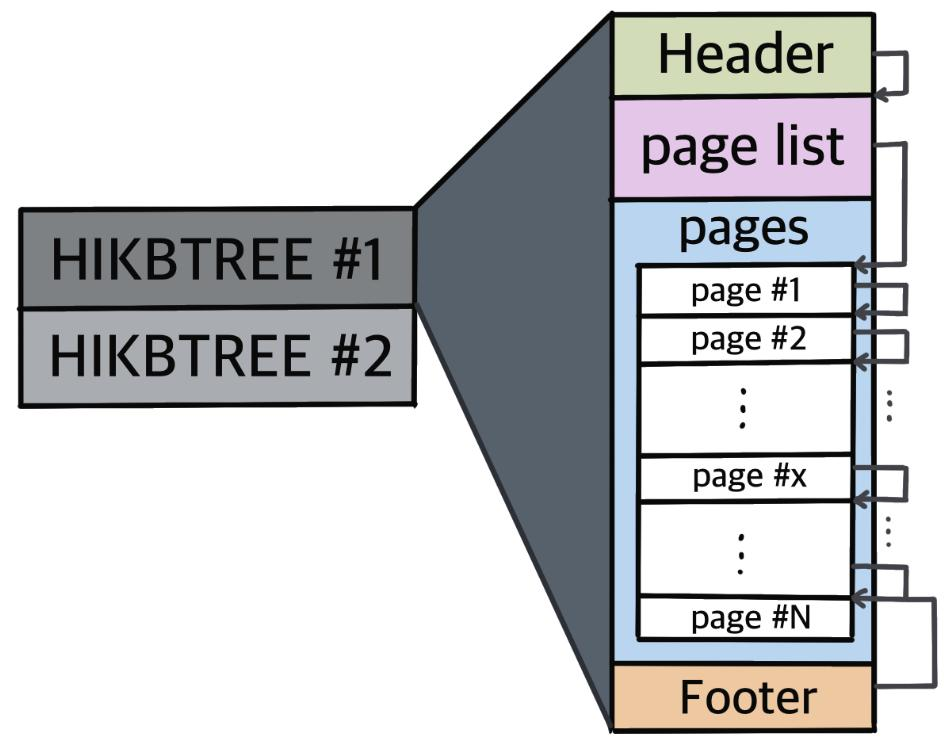 HIKBTREE #1
HIKBTREE #2
Header
page list
pages
page #1
page #2
⋮
⋮
page #x
⋮
⋮
page #N
Footer